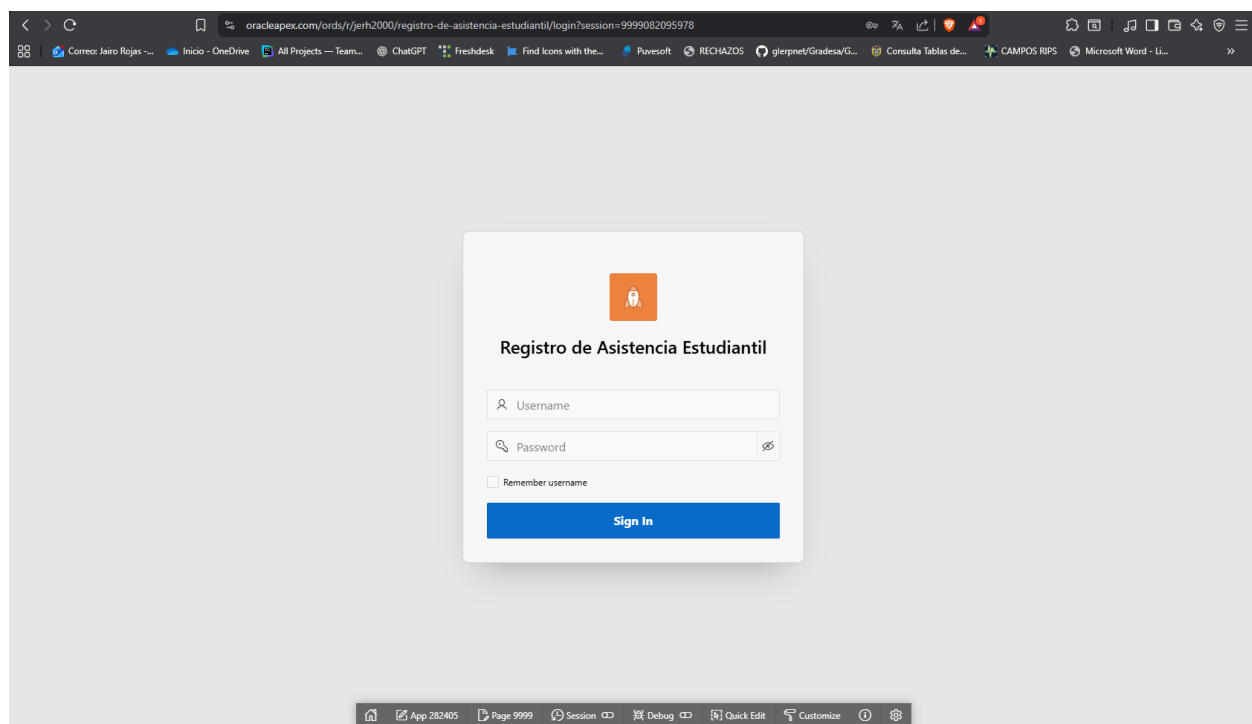 oracleapex.com/ords/r/jerh2000/registro-de-asistencia-estudiantil/login?session=9999082095978
Correo: Jairo Rojas -... Inicio - OneDrive All Projects — Team... ChatGPT Freshdesk Find Icons with the... Puvesoft RECHAZOS glerpnet/Gradesa/G... Consulta Tablas de... CAMPOS RIPS Microsoft Word - Li... »
Registro de Asistencia Estudiantil
Username
Password
Remember username
Sign In
App 282405 Page 9999 Session Debug Quick Edit Customize